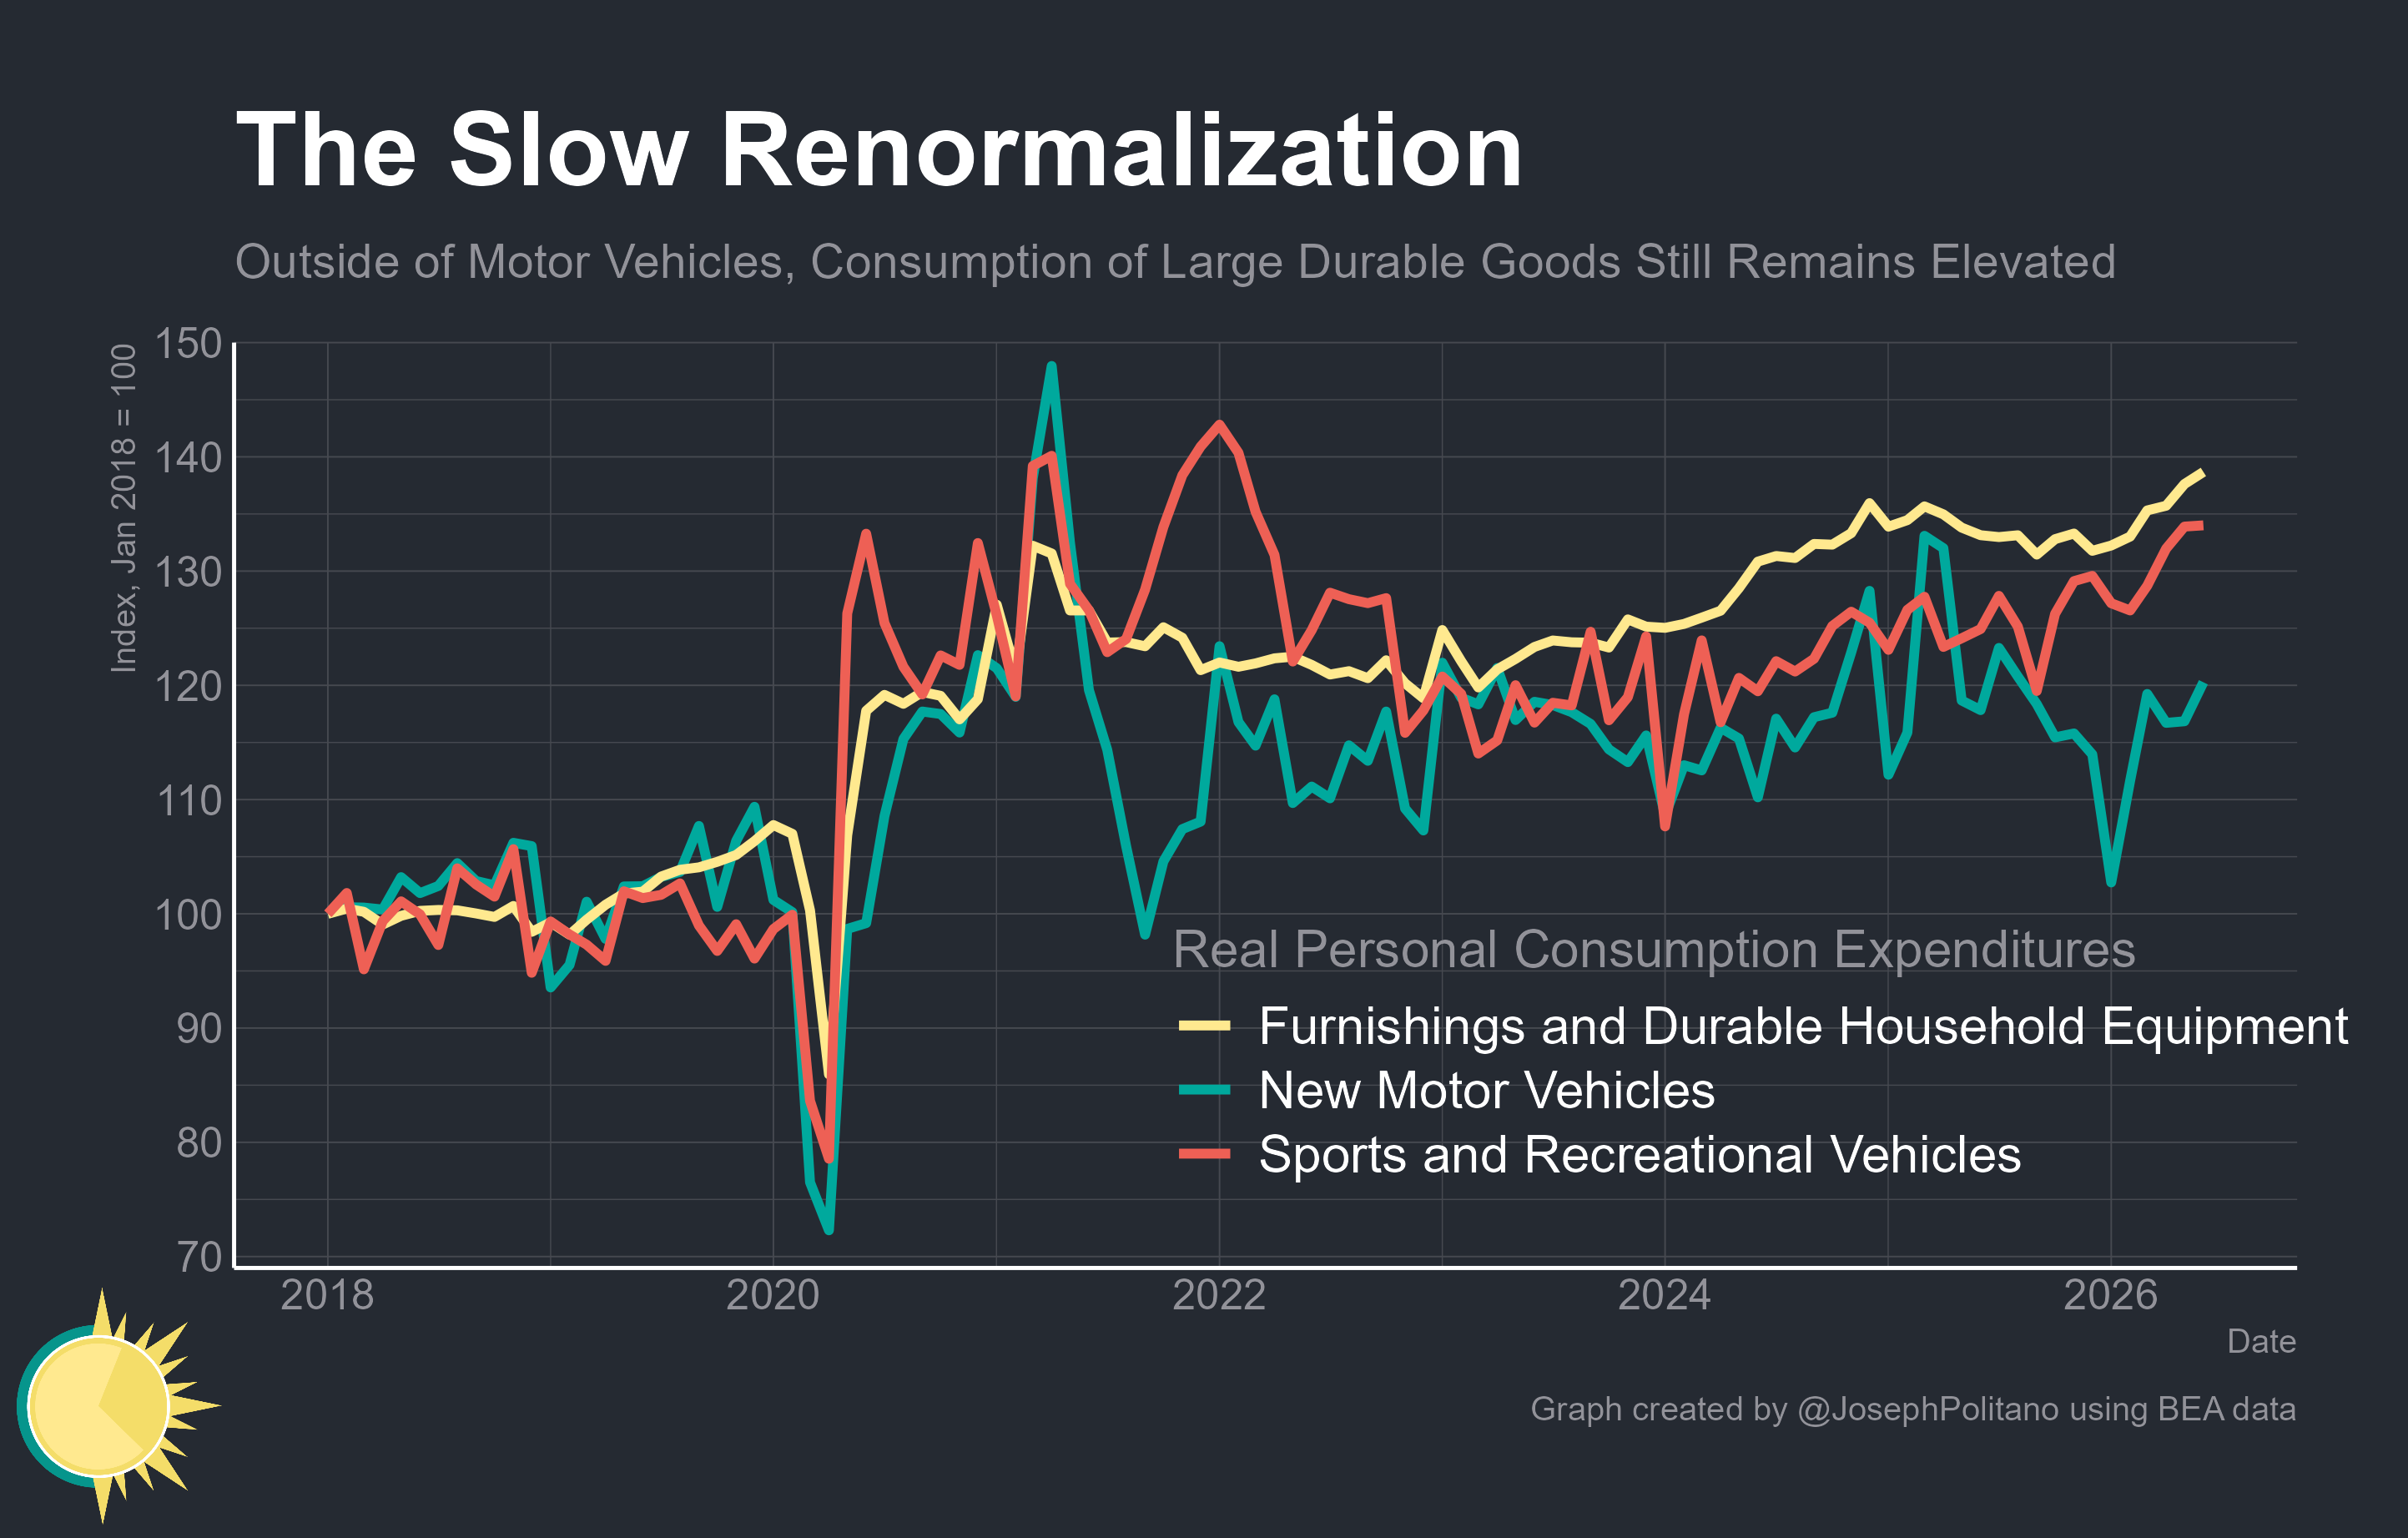 The Slow Renormalization
Outside of Motor Vehicles, Consumption of Large Durable Goods Still Remains Elevated
Index, Jan 2018 = 100
150
140
130
120
110
100
90
80
70
Real Personal Consumption Expenditures
Furnishings and Durable Household Equipment
New Motor Vehicles
Sports and Recreational Vehicles
2018 2020 2022 2024 2026
Date
Graph created by @JosephPolitano using BEA data